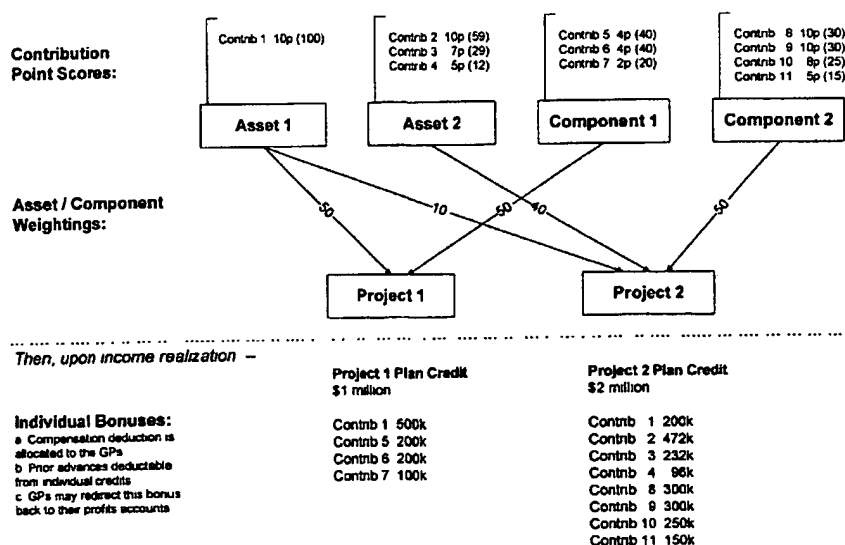 Contribution
Point Scores:
Contrib 1 10p (100)
Contrib 2 10p (59)
Contrib 3 7p (29)
Contrib 4 5p (12)
Contrib 5 4p (40)
Contrib 6 4p (40)
Contrib 7 2p (20)
Contrib 8 10p (30)
Contrib 9 10p (30)
Contrib 10 8p (25)
Contrib 11 5p (15)
Asset 1
Asset 2
Component 1
Component 2
Asset / Component
Weightings:
50
10
50
40
50
Project 1
Project 2
Then, upon income realization –
Project 1 Plan Credit
$1 million
Project 2 Plan Credit
$2 million
Individual Bonuses:
a Compensation deduction is
allocated to the GPs
b Prior advances deductable
from individual credits
c GPs may redirect this bonus
back to their profits accounts
Contrib 1 500k
Contrib 5 200k
Contrib 6 200k
Contrib 7 100k
Contrib 1 200k
Contrib 2 472k
Contrib 3 232k
Contrib 4 96k
Contrib 8 300k
Contrib 9 300k
Contrib 10 250k
Contrib 11 150k